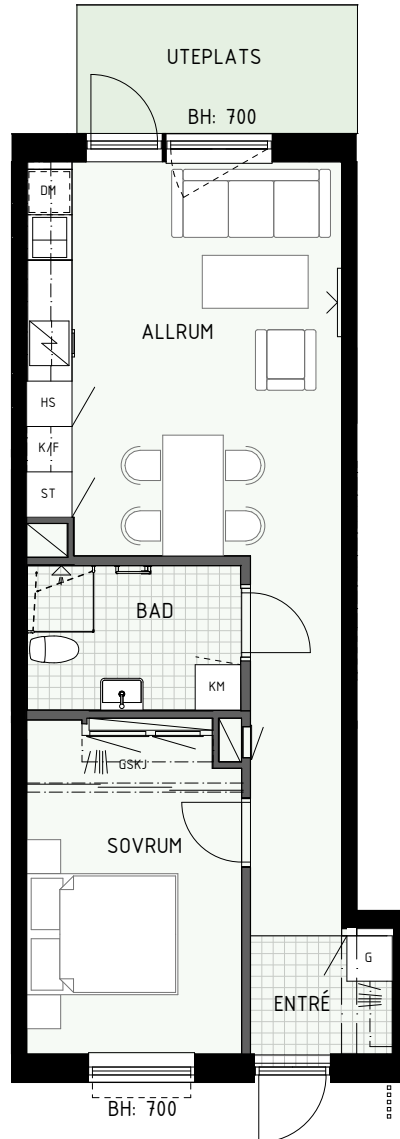 UTEPLATS
BH: 700
DM
ALLRUM
HS
K/F
ST
BAD
KM
GSKJ
SOVRUM
G
ENTRÉ
BH: 700